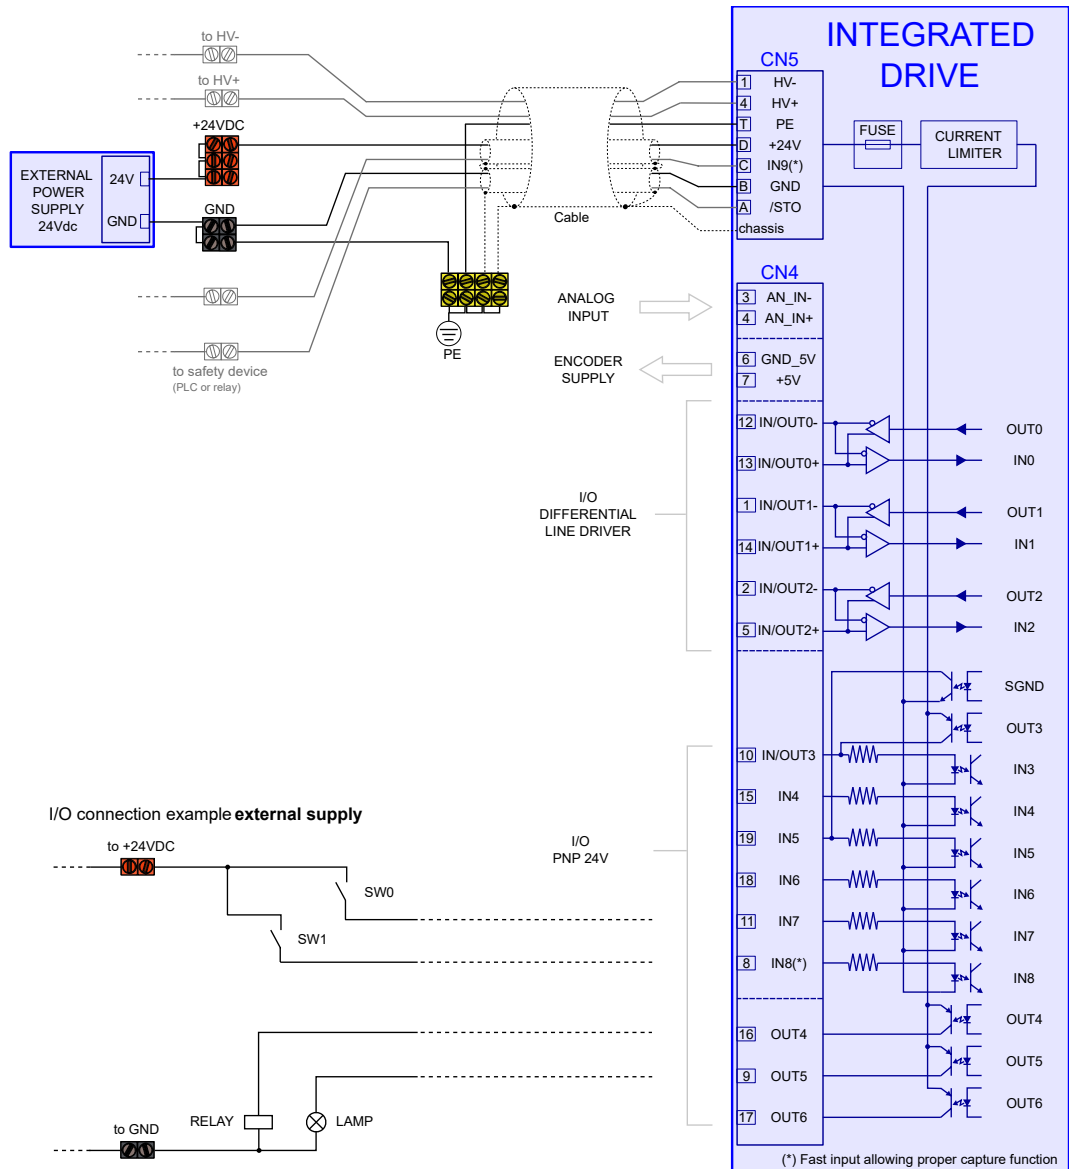 INTEGRATED
DRIVE
to HV-
to HV+
+24VDC
EXTERNAL
POWER
SUPPLY
24Vdc
24V
GND
GND
Cable
PE
to safety device
(PLC or relay)
CN5
1 HV-
4 HV+
T PE
D +24V
C IN9(*)
B GND
A /STO
chassis
FUSE
CURRENT
LIMITER
CN4
ANALOG
INPUT
3 AN_IN-
4 AN_IN+
ENCODER
SUPPLY
6 GND_5V
7 +5V
I/O
DIFFERENTIAL
LINE DRIVER
12 IN/OUT0- OUT0
13 IN/OUT0+ IN0
1 IN/OUT1- OUT1
14 IN/OUT1+ IN1
2 IN/OUT2- OUT2
5 IN/OUT2+ IN2
SGND
OUT3
10 IN/OUT3 IN3
15 IN4 IN4
19 IN5 IN5
18 IN6 IN6
11 IN7 IN7
8 IN8(*) IN8
16 OUT4 OUT4
9 OUT5 OUT5
17 OUT6 OUT6
I/O
PNP 24V
I/O connection example external supply
to +24VDC
SW0
SW1
RELAY
LAMP
to GND
(*) Fast input allowing proper capture function